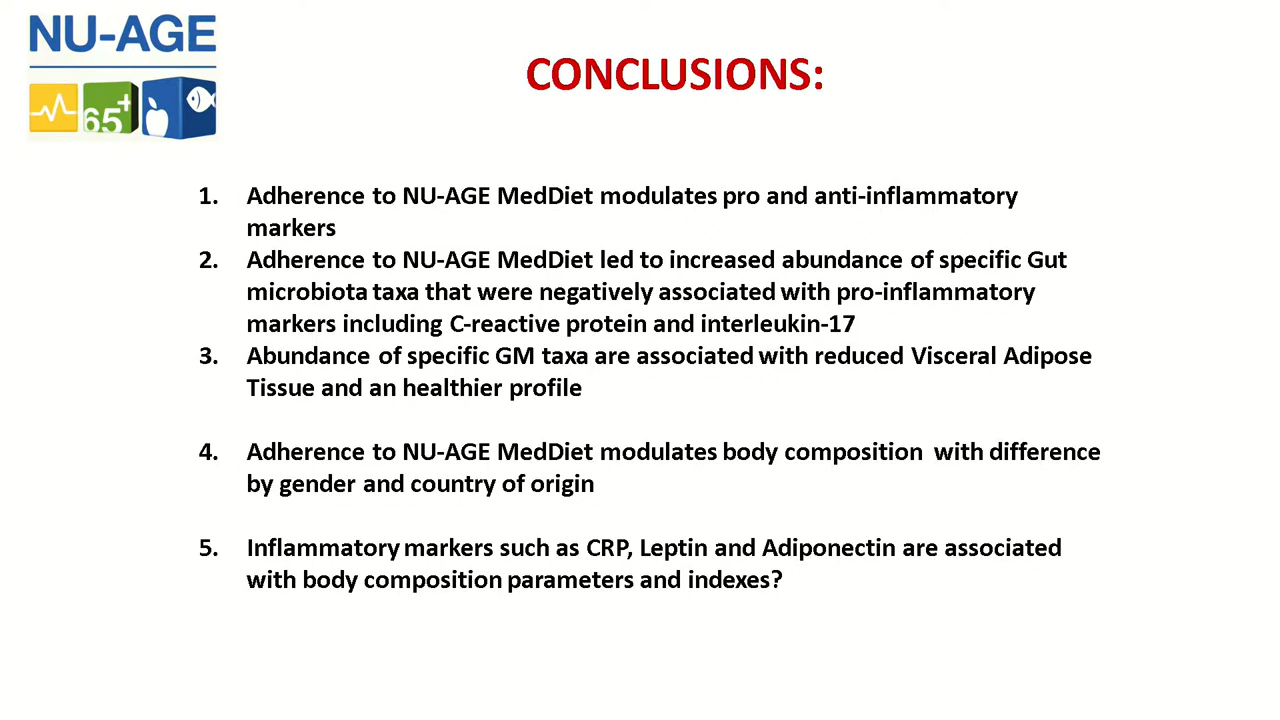 NU-AGE
65+
CONCLUSIONS:
1. Adherence to NU-AGE MedDiet modulates pro and anti-inflammatory
markers
2. Adherence to NU-AGE MedDiet led to increased abundance of specific Gut
microbiota taxa that were negatively associated with pro-inflammatory
markers including C-reactive protein and interleukin-17
3. Abundance of specific GM taxa are associated with reduced Visceral Adipose
Tissue and an healthier profile
4. Adherence to NU-AGE MedDiet modulates body composition with difference
by gender and country of origin
5. Inflammatory markers such as CRP, Leptin and Adiponectin are associated
with body composition parameters and indexes?